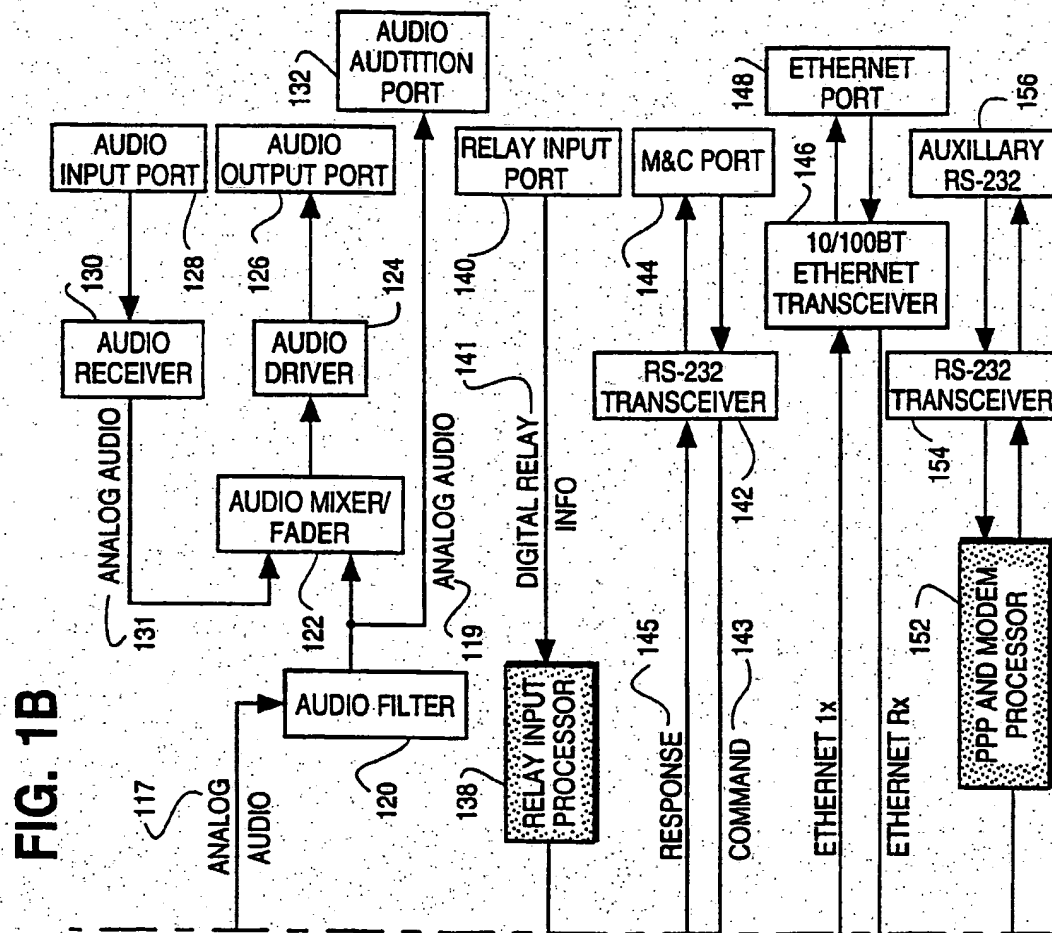 FIG. 1B
117
ANALOG
AUDIO
AUDIO FILTER
120
ANALOG AUDIO
131
AUDIO
RECEIVER
130
AUDIO
INPUT PORT
128
AUDIO MIXER/
FADER
122
AUDIO
DRIVER
124
AUDIO
OUTPUT PORT
126
ANALOG AUDIO
119
AUDIO
AUDTITION
PORT
132
RELAY INPUT
PROCESSOR
138
DIGITAL RELAY
INFO
141
RELAY INPUT
PORT
140
RESPONSE
145
COMMAND
143
RS-232
TRANSCEIVER
142
M&C PORT
144
ETHERNET 1x
ETHERNET Rx
10/100BT
ETHERNET
TRANSCEIVER
146
ETHERNET
PORT
148
PPP AND MODEM
PROCESSOR
152
RS-232
TRANSCEIVER
154
AUXILLARY
RS-232
156